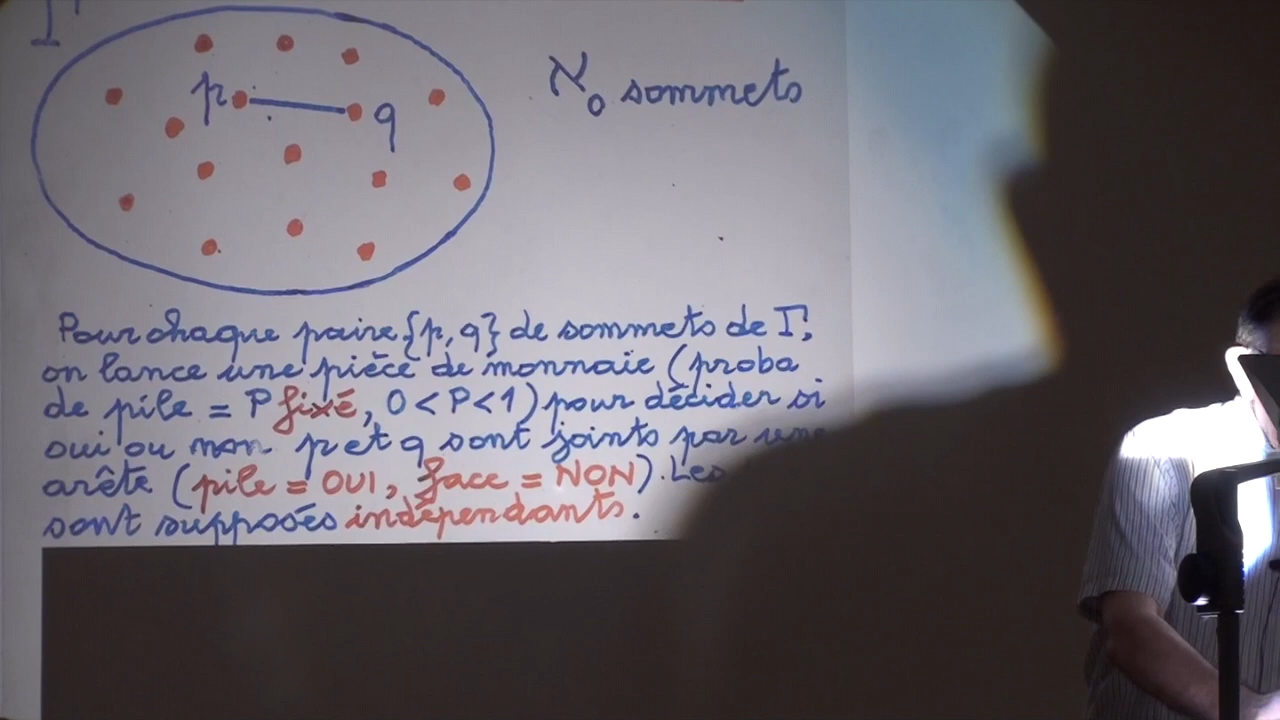 Γ
p
q
ℵ₀ sommets
Pour chaque paire {p, q} de sommets de Γ,
on lance une pièce de monnaie (proba
de pile = P fixé, 0 < P < 1) pour décider si
oui ou non p et q sont joints par une
arête (pile = OUI, face = NON). Les
sont supposés indépendants.